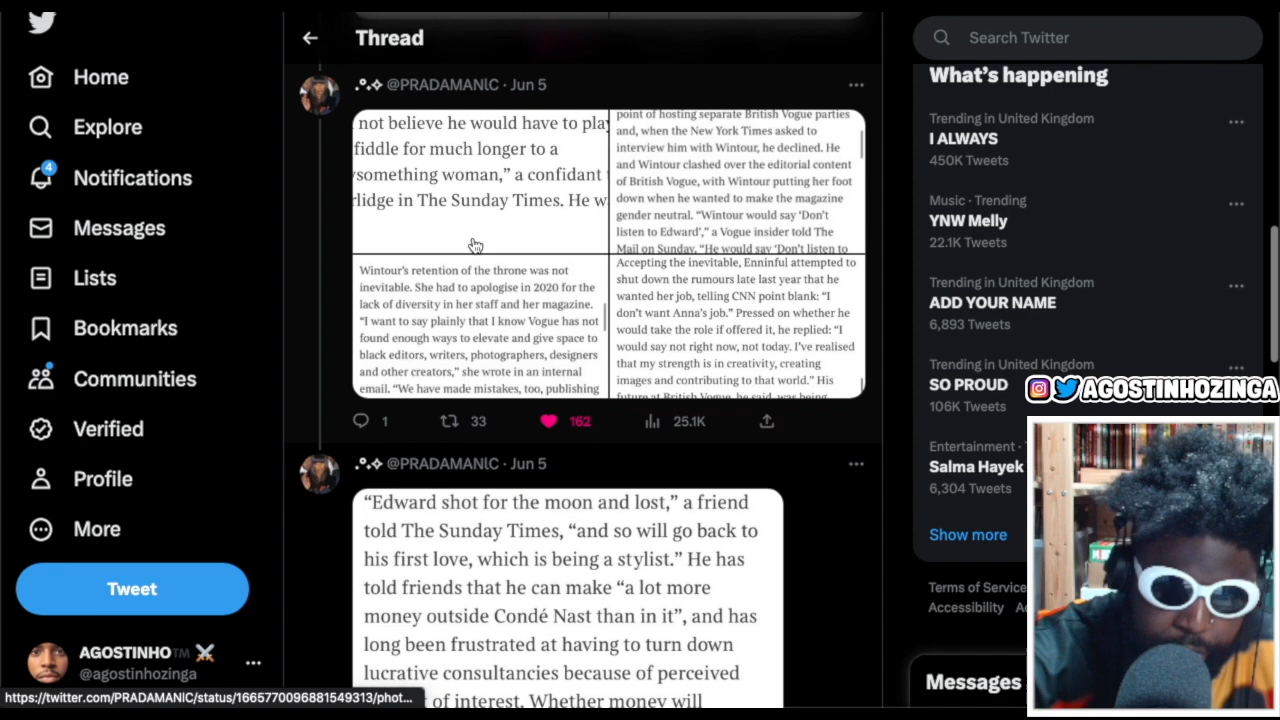 Home
Explore
4
Notifications
Messages
Lists
Bookmarks
Communities
Verified
Profile
More
Tweet
AGOSTINHO™
@agostinhozinga
https://twitter.com/PRADAMANIC/status/1665770096881549313/phot...
Thread
@PRADAMANIC · Jun 5
not believe he would have to play
fiddle for much longer to a
something woman,” a confidant
rlidge in The Sunday Times. He w
point of hosting separate British Vogue parties
and, when the New York Times asked to
interview him with Wintour, he declined. He
and Wintour clashed over the editorial content
of British Vogue, with Wintour putting her foot
down when he wanted to make the magazine
gender neutral. “Wintour would say ‘Don’t
listen to Edward’,” a Vogue insider told The
Mail on Sunday. “He would say ‘Don’t listen to
Wintour’s retention of the throne was not
inevitable. She had to apologise in 2020 for the
lack of diversity in her staff and her magazine.
“I want to say plainly that I know Vogue has not
found enough ways to elevate and give space to
black editors, writers, photographers, designers
and other creators,” she wrote in an internal
email. “We have made mistakes, too, publishing
Accepting the inevitable, Enninful attempted to
shut down the rumours late last year that he
wanted her job, telling CNN point blank: “I
don’t want Anna’s job.” Pressed on whether he
would take the role if offered it, he replied: “I
would say not right now, not today. I’ve realised
that my strength is in creativity, creating
images and contributing to that world.” His
future at British Vogue, he said, was being
1
33
162
25.1K
@PRADAMANIC · Jun 5
“Edward shot for the moon and lost,” a friend
told The Sunday Times, “and so will go back to
his first love, which is being a stylist.” He has
told friends that he can make “a lot more
money outside Condé Nast than in it”, and has
long been frustrated at having to turn down
lucrative consultancies because of perceived
of interest. Whether money will
Search Twitter
What’s happening
Trending in United Kingdom
I ALWAYS
450K Tweets
Music · Trending
YNW Melly
22.1K Tweets
Trending in United Kingdom
ADD YOUR NAME
6,893 Tweets
Trending in United Kingdom
SO PROUD
106K Tweets
Entertainment ·
Salma Hayek
6,304 Tweets
Show more
Terms of Service
Accessibility
Messages
AGOSTINHOZINGA